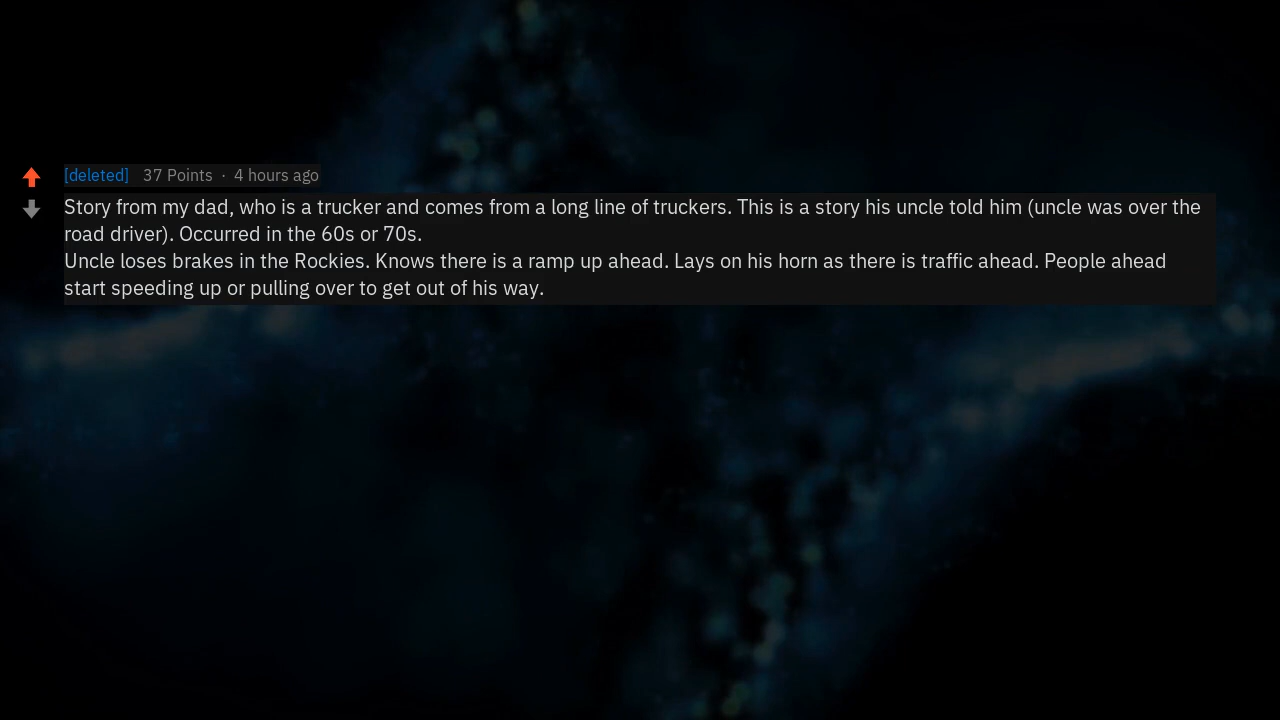 [deleted] 37 Points · 4 hours ago
Story from my dad, who is a trucker and comes from a long line of truckers. This is a story his uncle told him (uncle was over the
road driver). Occurred in the 60s or 70s.
Uncle loses brakes in the Rockies. Knows there is a ramp up ahead. Lays on his horn as there is traffic ahead. People ahead
start speeding up or pulling over to get out of his way.